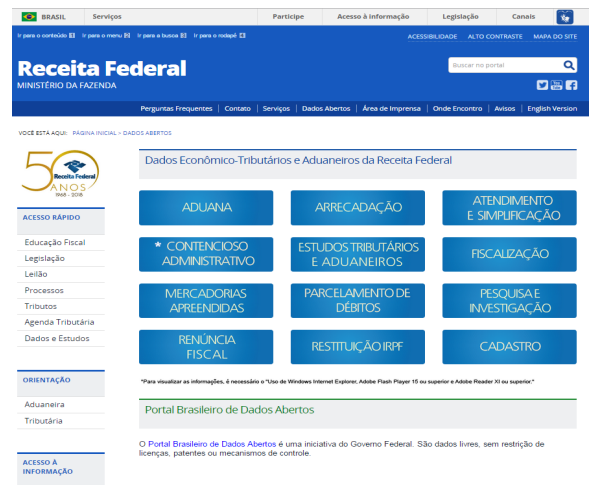 BRASIL Serviços Participe Acesso à informação Legislação Canais
Ir para o conteúdo 1 Ir para o menu 2 Ir para a busca 3 Ir para o rodapé 4 ACESSIBILIDADE ALTO CONTRASTE MAPA DO SITE
Receita Federal
MINISTÉRIO DA FAZENDA
Buscar no portal
Perguntas Frequentes | Contato | Serviços | Dados Abertos | Área de Imprensa | Onde Encontro | Avisos | English Version
VOCÊ ESTÁ AQUI: PÁGINA INICIAL > DADOS ABERTOS
50
Receita Federal
ANOS
1968 - 2018
ACESSO RÁPIDO
Educação Fiscal
Legislação
Leilão
Processos
Tributos
Agenda Tributária
Dados e Estudos
ORIENTAÇÃO
Aduaneira
Tributária
ACESSO À
INFORMAÇÃO
Dados Econômico-Tributários e Aduaneiros da Receita Federal
ADUANA
ARRECADAÇÃO
ATENDIMENTO
E SIMPLIFICAÇÃO
* CONTENCIOSO
ADMINISTRATIVO
ESTUDOS TRIBUTÁRIOS
E ADUANEIROS
FISCALIZAÇÃO
MERCADORIAS
APREENDIDAS
PARCELAMENTO DE
DÉBITOS
PESQUISA E
INVESTIGAÇÃO
RENÚNCIA
FISCAL
RESTITUIÇÃO IRPF
CADASTRO
*Para visualizar as informações, é necessário o "Uso de Windows Internet Explorer, Adobe Flash Player 15 ou superior e Adobe Reader XI ou superior."
Portal Brasileiro de Dados Abertos
O Portal Brasileiro de Dados Abertos é uma iniciativa do Governo Federal. São dados livres, sem restrição de
licenças, patentes ou mecanismos de controle.